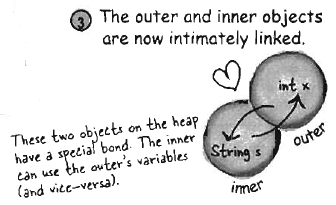 3 The outer and inner objects
are now intimately linked.
These two objects on the heap
have a special bond. The inner
can use the outer's variables
(and vice-versa).
int x
String s
outer
inner